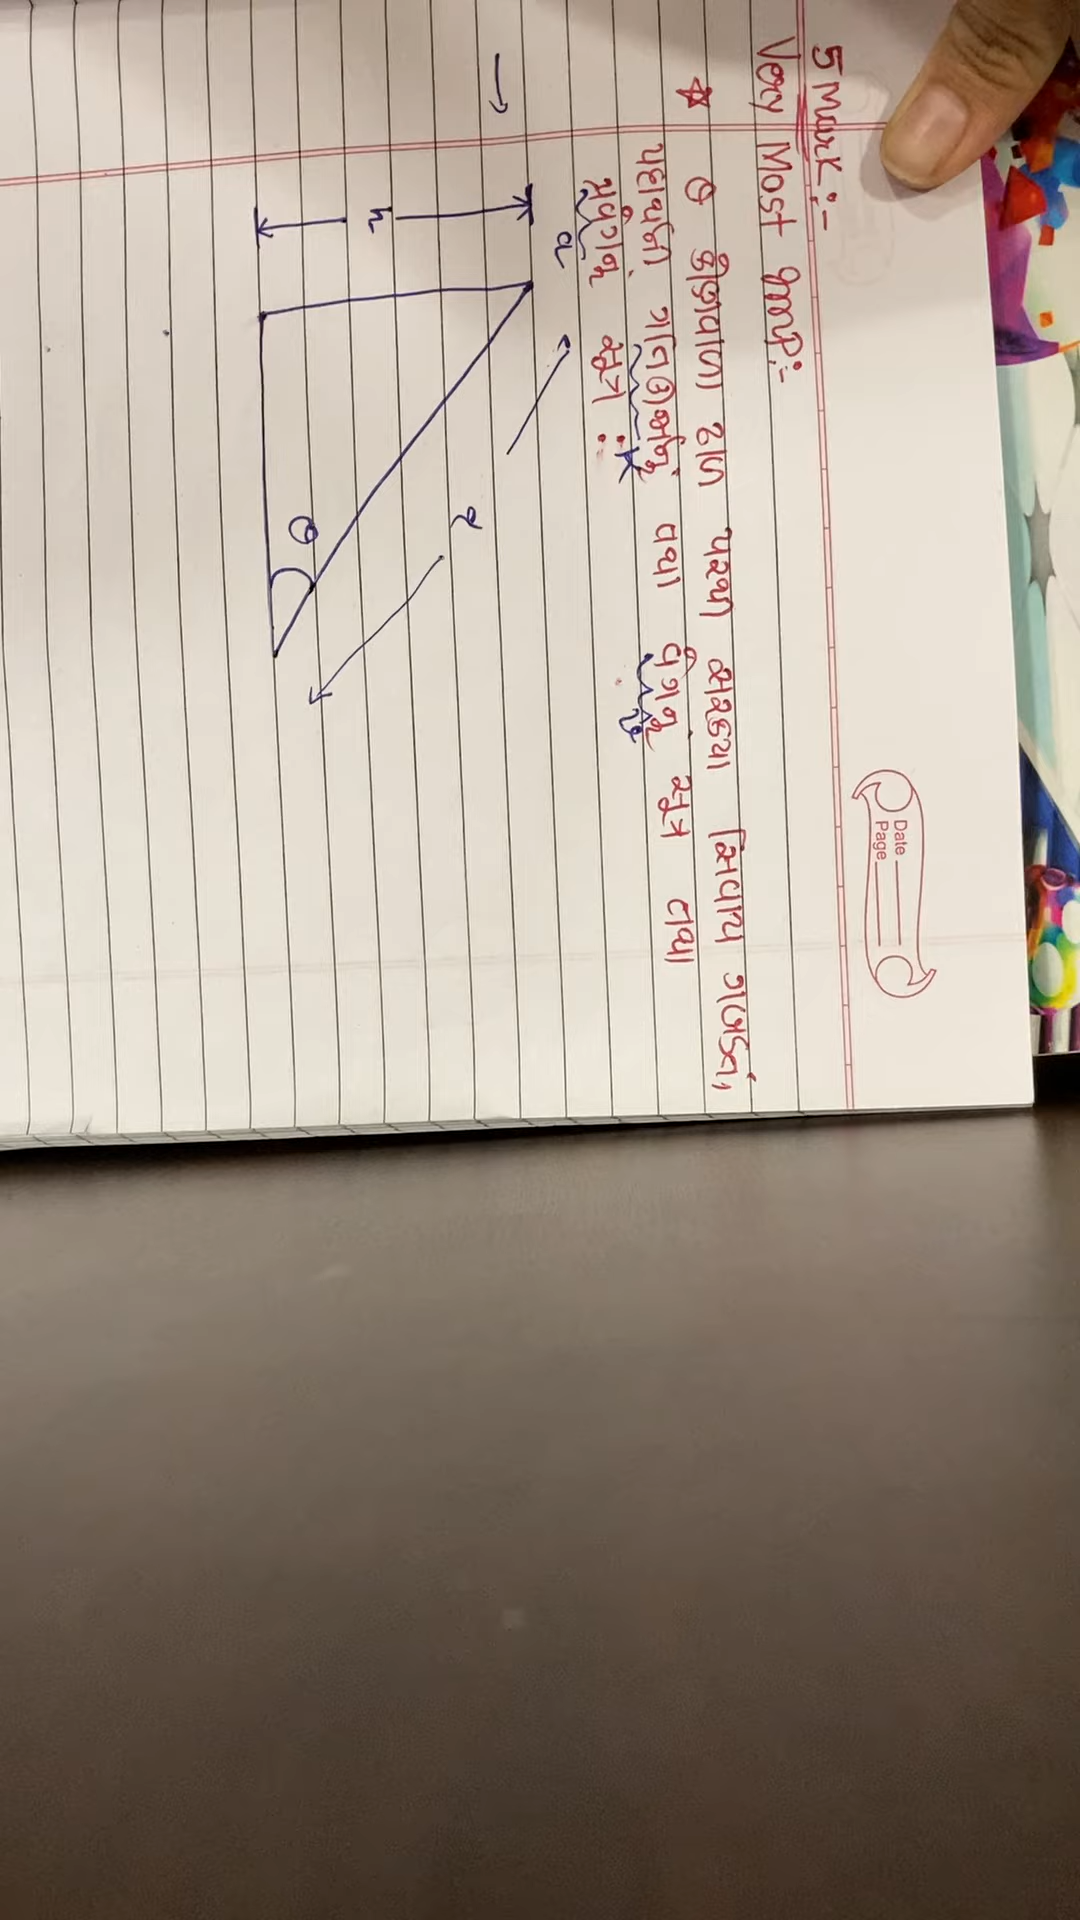 Date
Page
5 Mark :-
Very Most ImP :-
θ કોણવાળા ઢાળ પરથી સરક્યા સિવાય ગબડતાં,
પદાર્થની ગતિઊર્જાનું K તથા વેગનું v સુત્ર તથા
પ્રવેગનું a સુત્ર :
h
r
θ